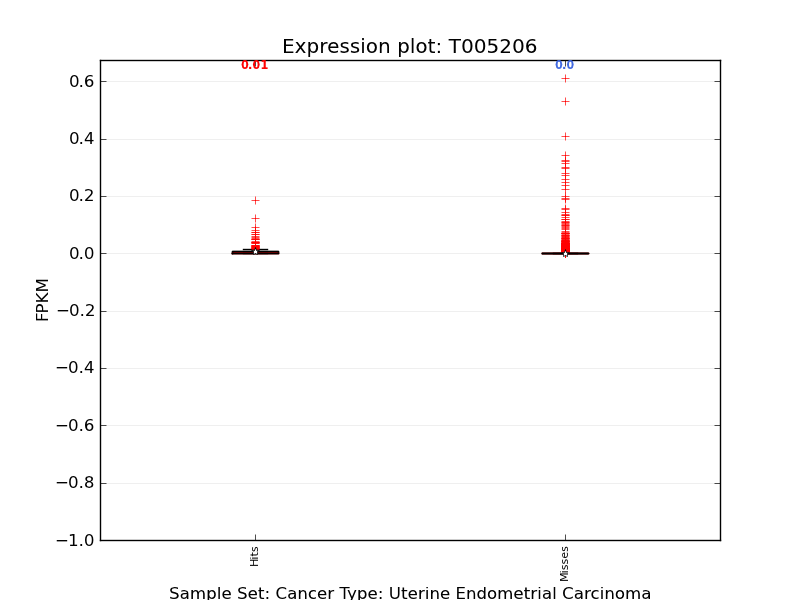 Expression plot: T005206
0.01
0.0
0.6
0.4
0.2
0.0
−0.2
−0.4
−0.6
−0.8
−1.0
FPKM
Hits
Misses
Sample Set: Cancer Type: Uterine Endometrial Carcinoma